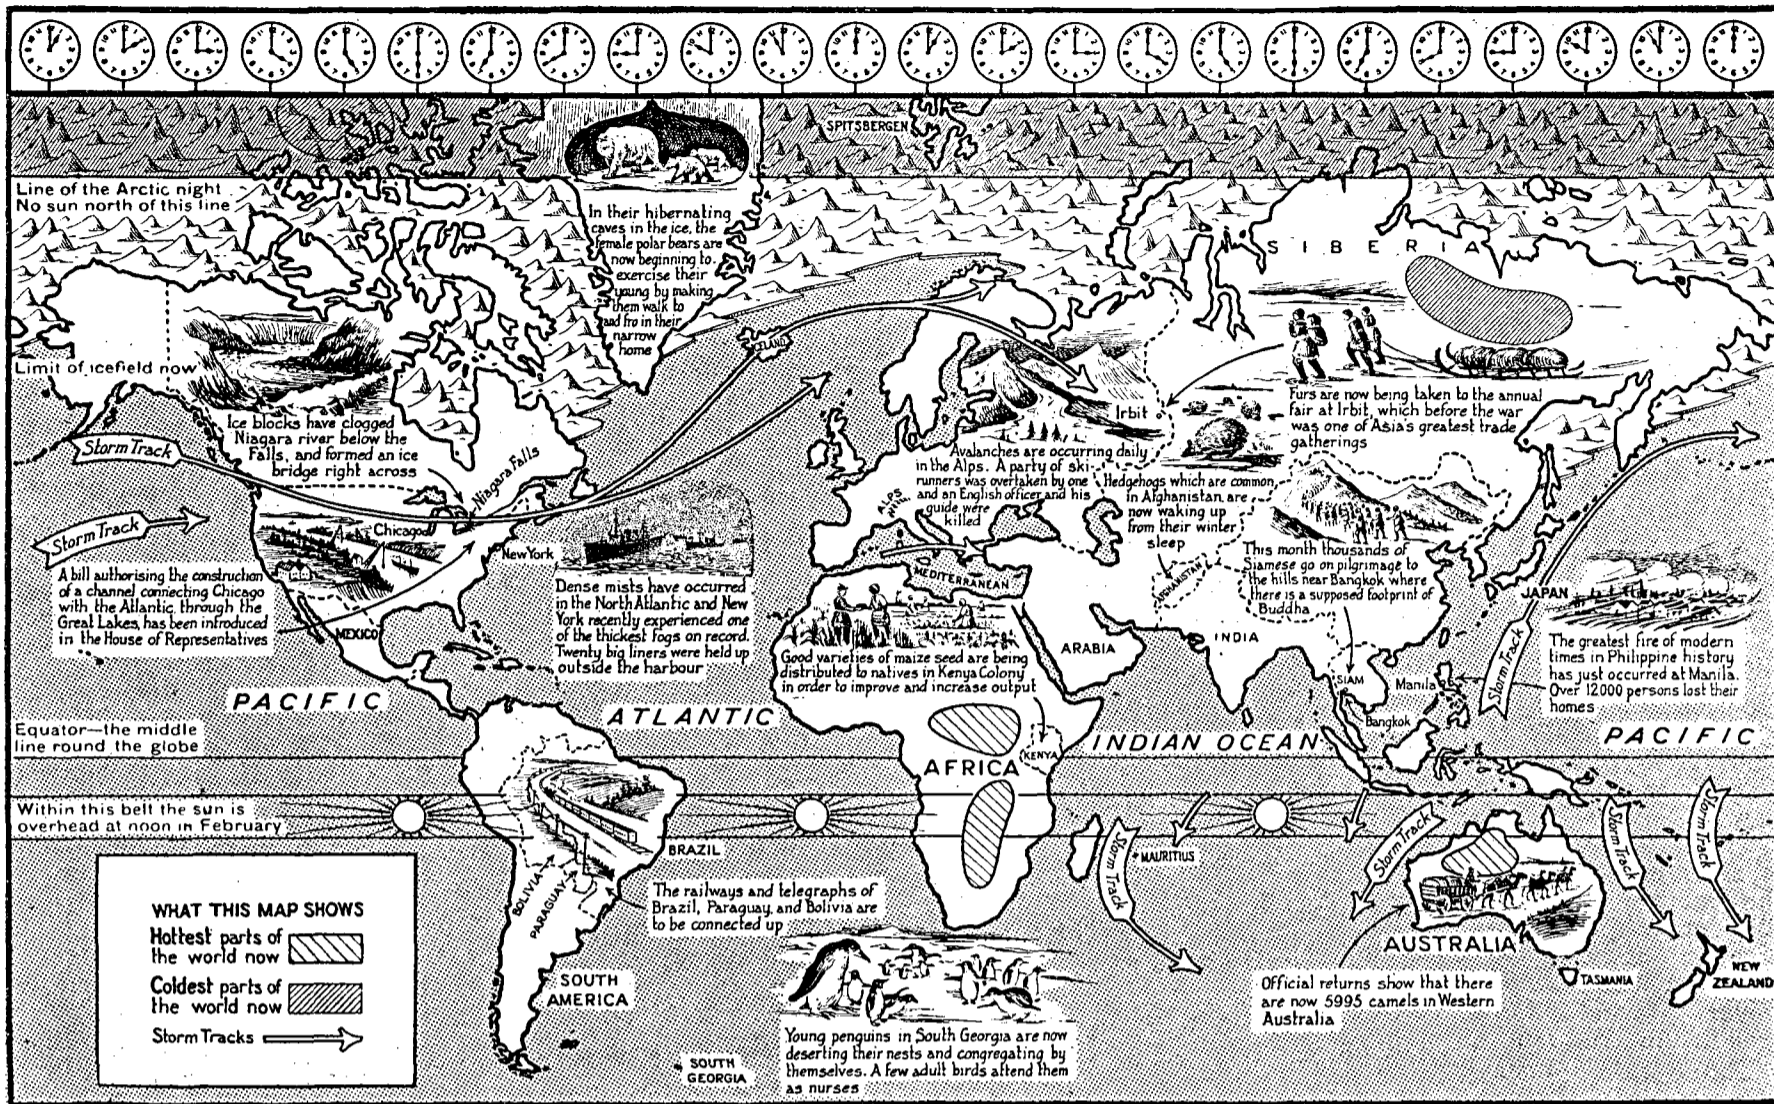 SPITSBERGEN
Line of the Arctic night
No sun north of this line
In their hibernating
caves in the ice, the
female polar bears are
now beginning to
exercise their
young by making
them walk to
and fro in their
narrow
home
SIBERIA
ICELAND
Limit of icefield now
Ice blocks have clogged
Niagara river below the
Falls, and formed an ice
bridge right across
Storm Track
Niagara Falls
Irbit
Furs are now being taken to the annual
fair at Irbit, which before the war
was one of Asia's greatest trade
gatherings
Avalanches are occurring daily
in the Alps. A party of ski-
runners was overtaken by one
and an English officer and his
guide were
killed
ALPS
Hedgehogs which are common
in Afghanistan, are
now waking up
from their winter
sleep
Storm Track
Chicago
New York
A bill authorising the construction
of a channel connecting Chicago
with the Atlantic, through the
Great Lakes, has been introduced
in the House of Representatives
MEXICO
Dense mists have occurred
in the North Atlantic and New
York recently experienced one
of the thickest fogs on record.
Twenty big liners were held up
outside the harbour
MEDITERRANEAN
AFGHANISTAN
This month thousands of
Siamese go on pilgrimage to
the hills near Bangkok where
there is a supposed footprint of
Buddha
JAPAN
Good varieties of maize seed are being
distributed to natives in Kenya Colony
in order to improve and increase output
ARABIA
INDIA
SIAM
Bangkok
Manila
Storm Track
The greatest fire of modern
times in Philippine history
has just occurred at Manila.
Over 12000 persons lost their
homes
PACIFIC
ATLANTIC
INDIAN OCEAN
PACIFIC
Equator—the middle
line round the globe
AFRICA
KENYA
Within this belt the sun is
overhead at noon in February
BRAZIL
BOLIVIA
PARAGUAY
Storm Track
MAURITIUS
Storm Track
Storm Track
Storm Track
The railways and telegraphs of
Brazil, Paraguay, and Bolivia are
to be connected up
WHAT THIS MAP SHOWS
Hottest parts of
the world now
Coldest parts of
the world now
Storm Tracks
SOUTH
AMERICA
AUSTRALIA
TASMANIA
NEW
ZEALAND
Official returns show that there
are now 5995 camels in Western
Australia
SOUTH
GEORGIA
Young penguins in South Georgia are now
deserting their nests and congregating by
themselves. A few adult birds attend them
as nurses